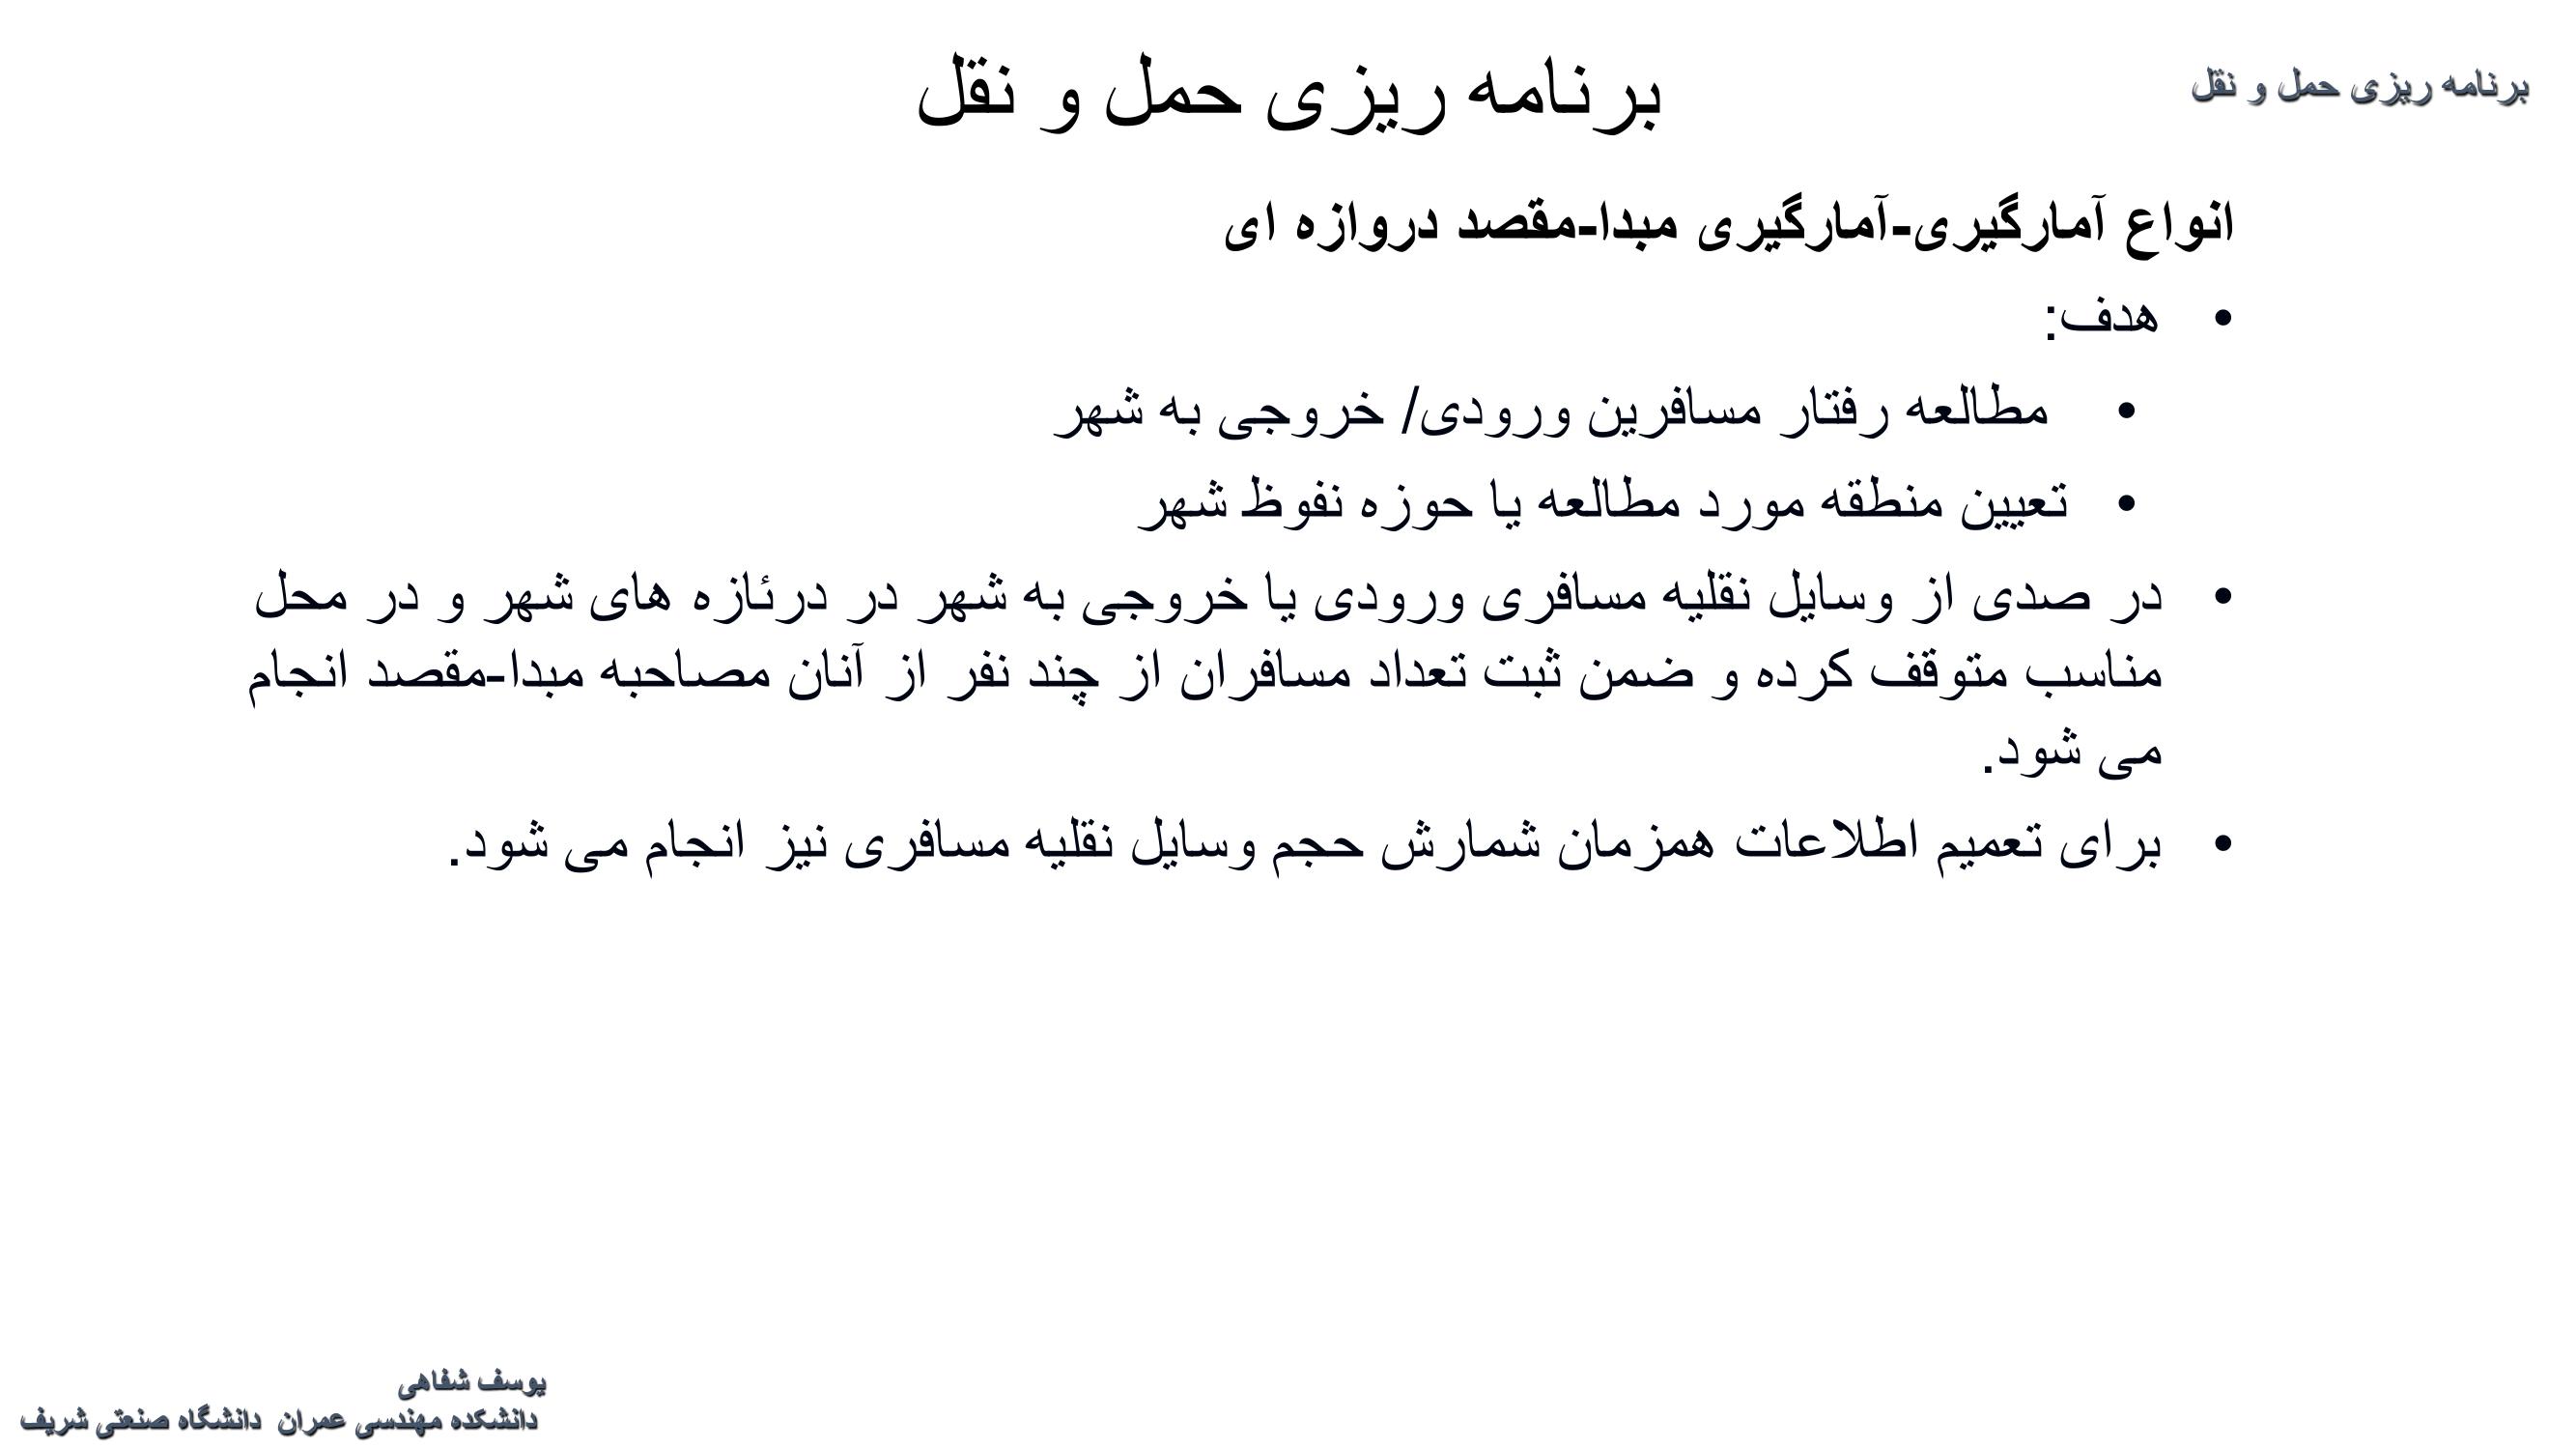 برنامه ریزی حمل و نقل
برنامه ریزی حمل و نقل
انواع آمارگیری-آمارگیری مبدا-مقصد دروازه ای
• هدف:
• مطالعه رفتار مسافرین ورودی/ خروجی به شهر
• تعیین منطقه مورد مطالعه یا حوزه نفوظ شهر
• در صدی از وسایل نقلیه مسافری ورودی یا خروجی به شهر در درئازه های شهر و در محل
مناسب متوقف کرده و ضمن ثبت تعداد مسافران از چند نفر از آنان مصاحبه مبدا-مقصد انجام
می شود.
• برای تعمیم اطلاعات همزمان شمارش حجم وسایل نقلیه مسافری نیز انجام می شود.
یوسف شفاهی
دانشکده مهندسی عمران دانشگاه صنعتی شریف